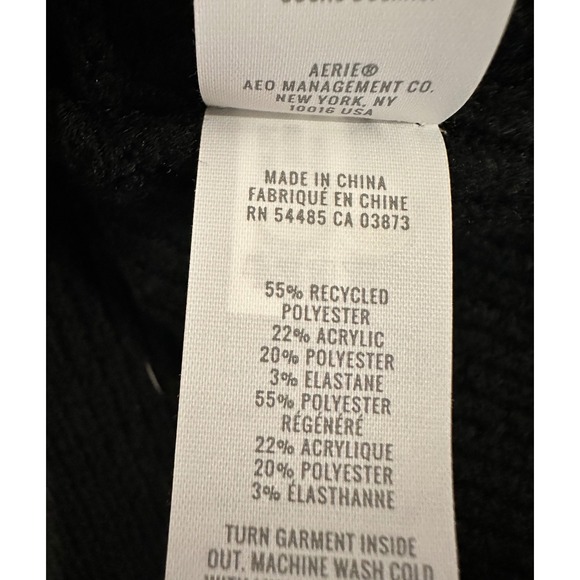 AERIE®
AEO MANAGEMENT CO.
NEW YORK, NY
10016 USA
MADE IN CHINA
FABRIQUÉ EN CHINE
RN 54485 CA 03873
55% RECYCLED
POLYESTER
22% ACRYLIC
20% POLYESTER
3% ELASTANE
55% POLYESTER
RÉGÉNÉRÉ
22% ACRYLIQUE
20% POLYESTER
3% ÉLASTHANNE
TURN GARMENT INSIDE
OUT. MACHINE WASH COLD